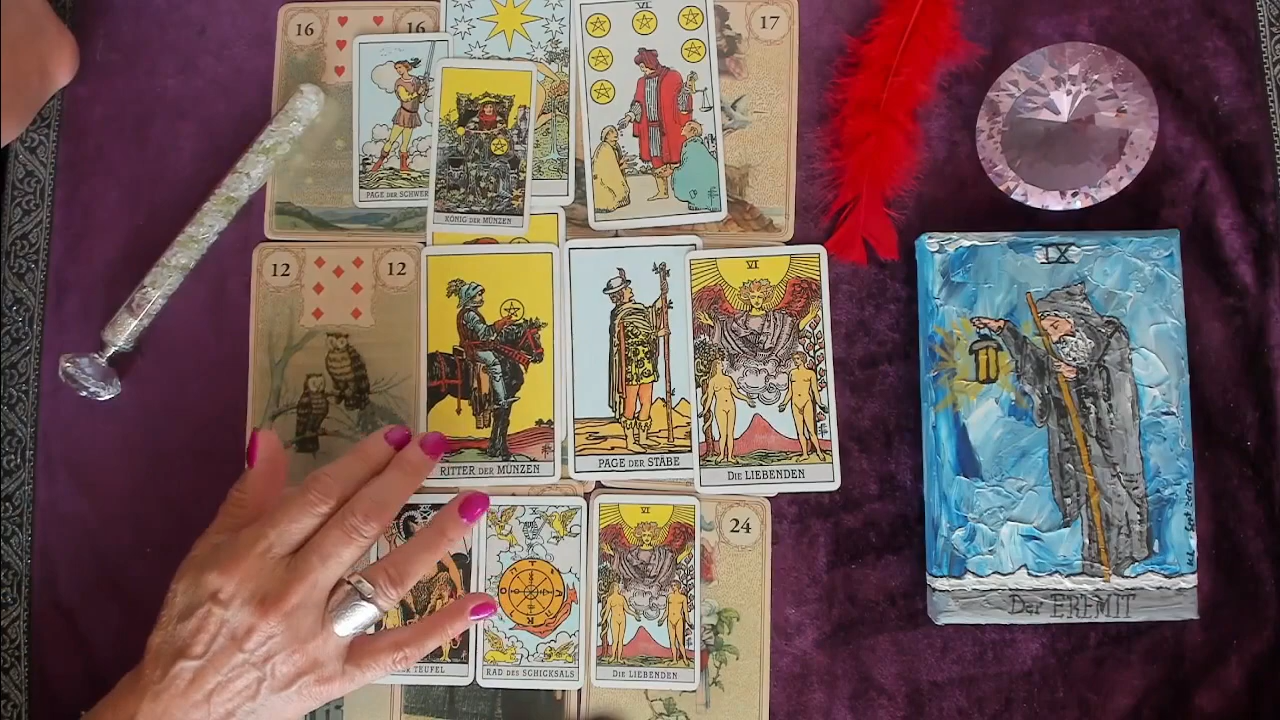 16
16
VI
17
PAGE DER SCHWER
KÖNIG DER MÜNZEN
12
12
RITTER DER MÜNZEN
PAGE DER STÄBE
VI
DIE LIEBENDEN
IX
Der EREMIT
TEUFEL
X
RAD DES SCHICKSALS
VI
DIE LIEBENDEN
24